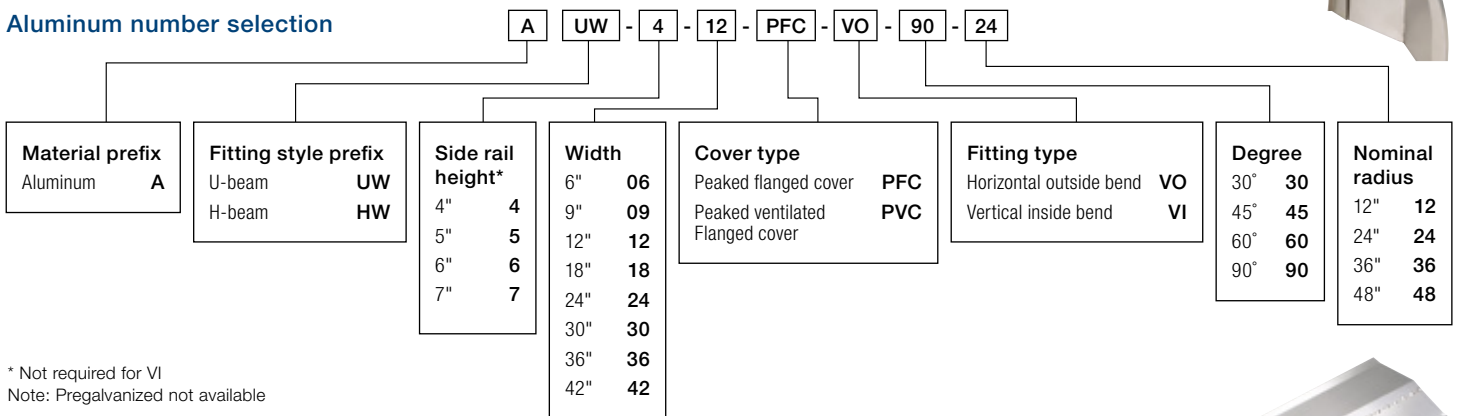 Aluminum number selection
A UW - 4 - 12 - PFC - VO - 90 - 24
Material prefix
Aluminum A
Fitting style prefix
U-beam UW
H-beam HW
Side rail
height*
4" 4
5" 5
6" 6
7" 7
Width
6" 06
9" 09
12" 12
18" 18
24" 24
30" 30
36" 36
42" 42
Cover type
Peaked flanged cover PFC
Peaked ventilated PVC
Flanged cover
Fitting type
Horizontal outside bend VO
Vertical inside bend VI
Degree
30° 30
45° 45
60° 60
90° 90
Nominal
radius
12" 12
24" 24
36" 36
48" 48
* Not required for VI
Note: Pregalvanized not available